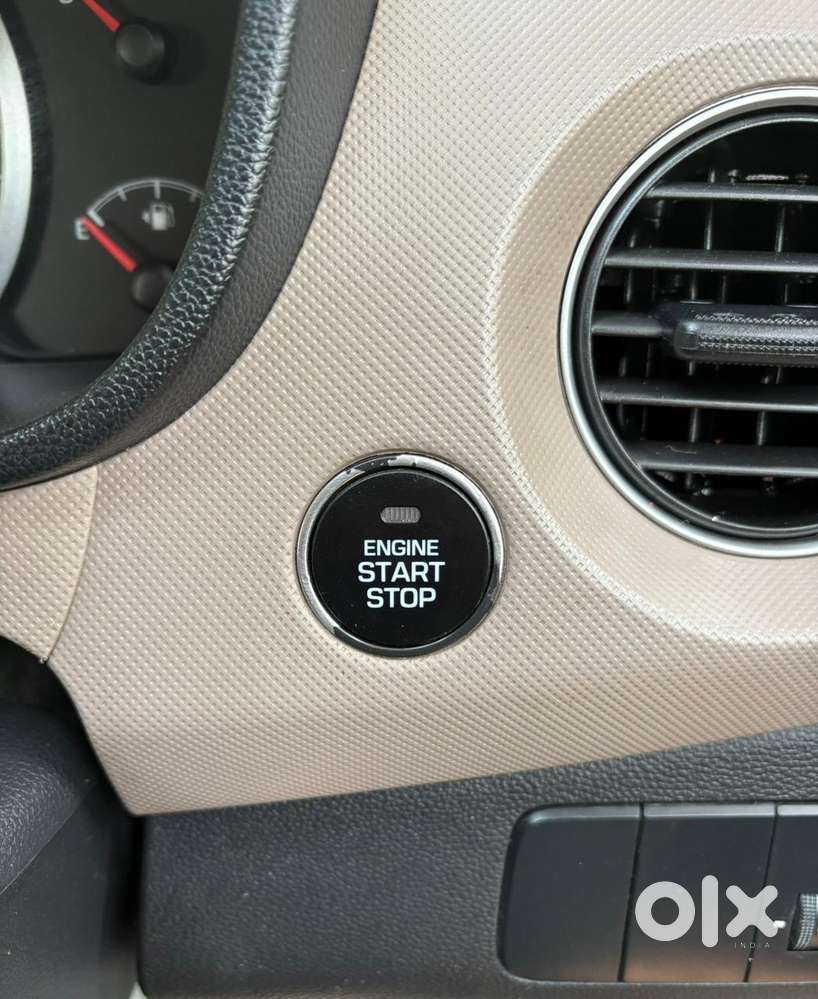 E
ENGINE
START
STOP
olx
INDIA